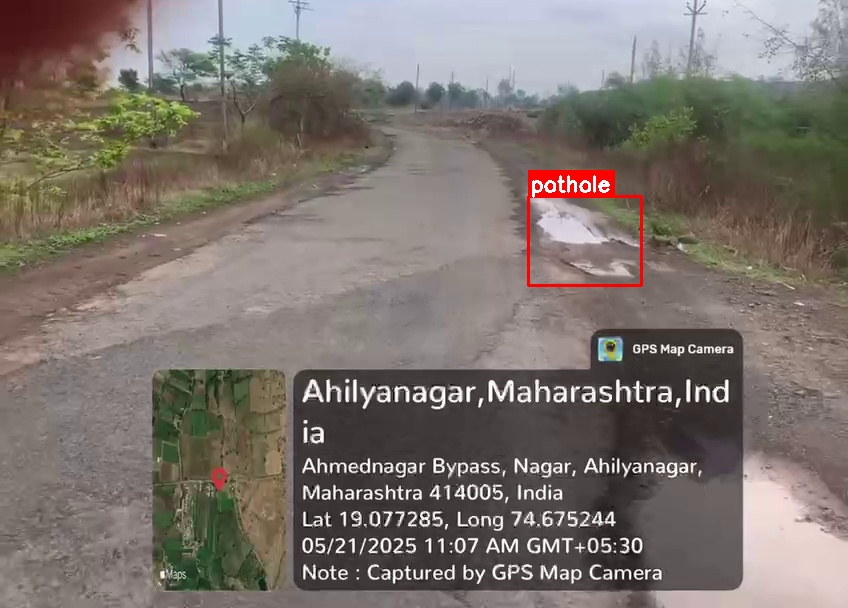 pothole
GPS Map Camera
Ahilyanagar,Maharashtra,Ind
ia
Ahmednagar Bypass, Nagar, Ahilyanagar,
Maharashtra 414005, India
Lat 19.077285, Long 74.675244
05/21/2025 11:07 AM GMT+05:30
Note : Captured by GPS Map Camera
Maps